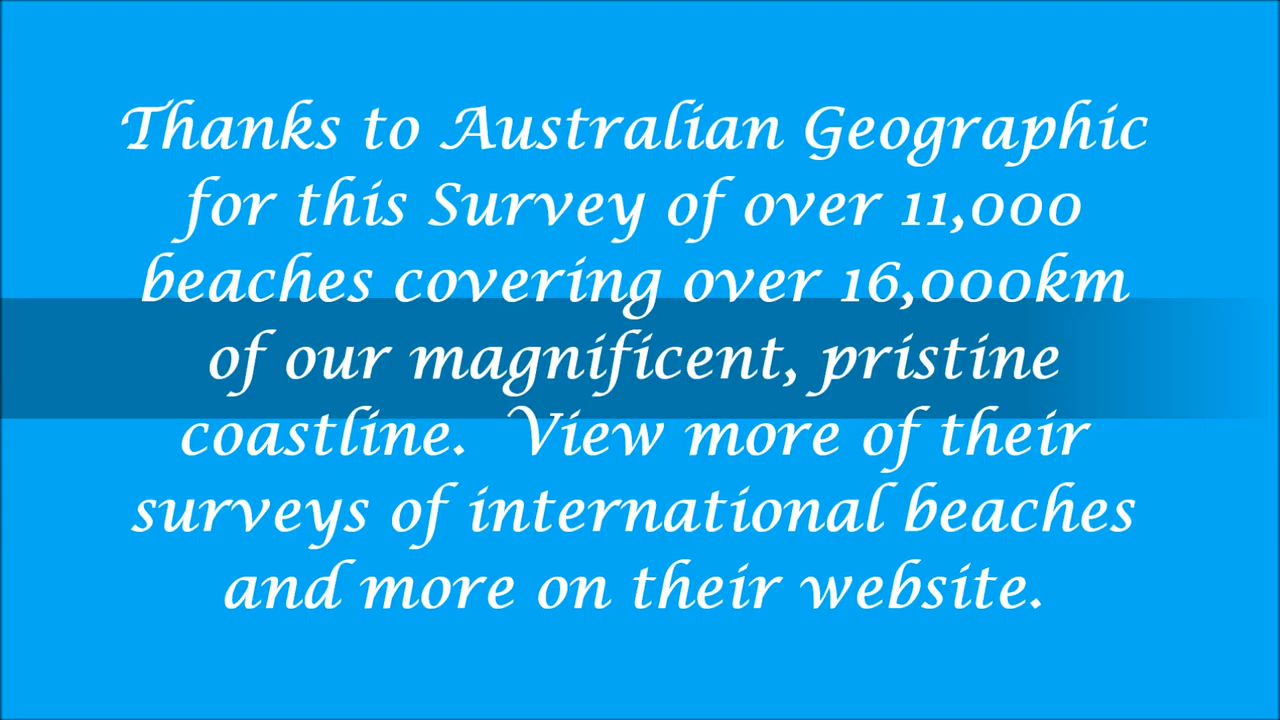 Thanks to Australian Geographic
for this Survey of over 11,000
beaches covering over 16,000km
of our magnificent, pristine
coastline.  View more of their
surveys of international beaches
and more on their website.